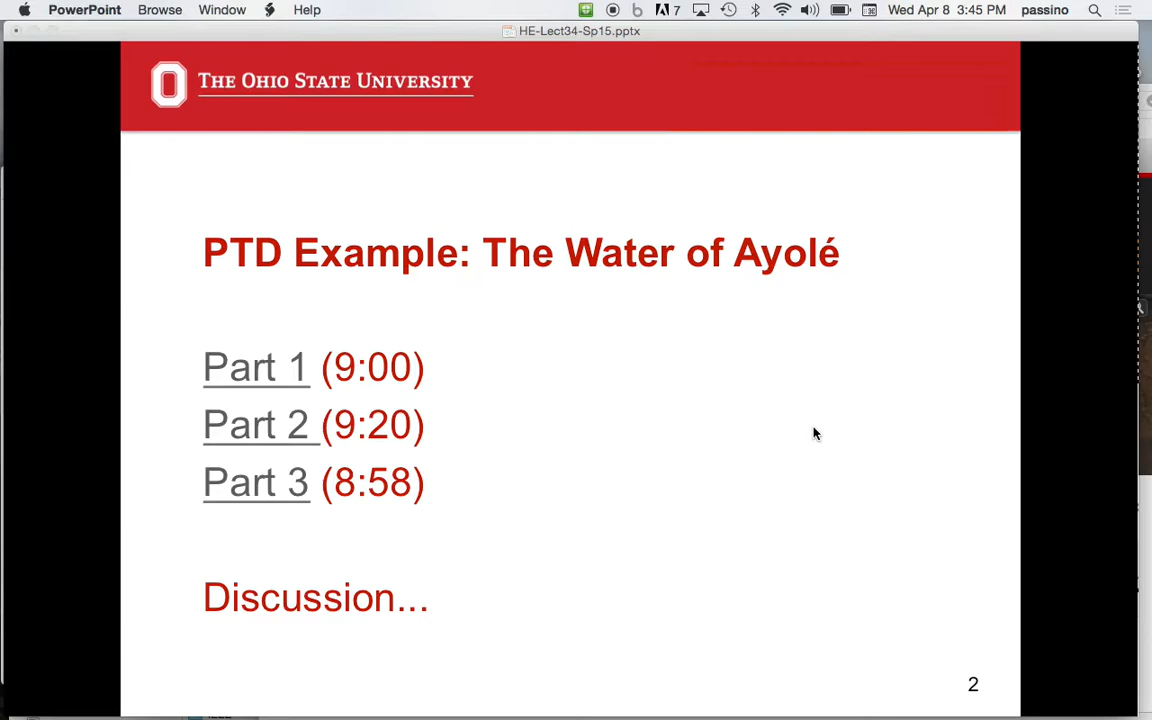 PowerPoint Browse Window Help 7 Wed Apr 8 3:45 PM passino
HE-Lect34-Sp15.pptx
THE OHIO STATE UNIVERSITY
PTD Example: The Water of Ayolé
Part 1 (9:00)
Part 2 (9:20)
Part 3 (8:58)
Discussion...
2